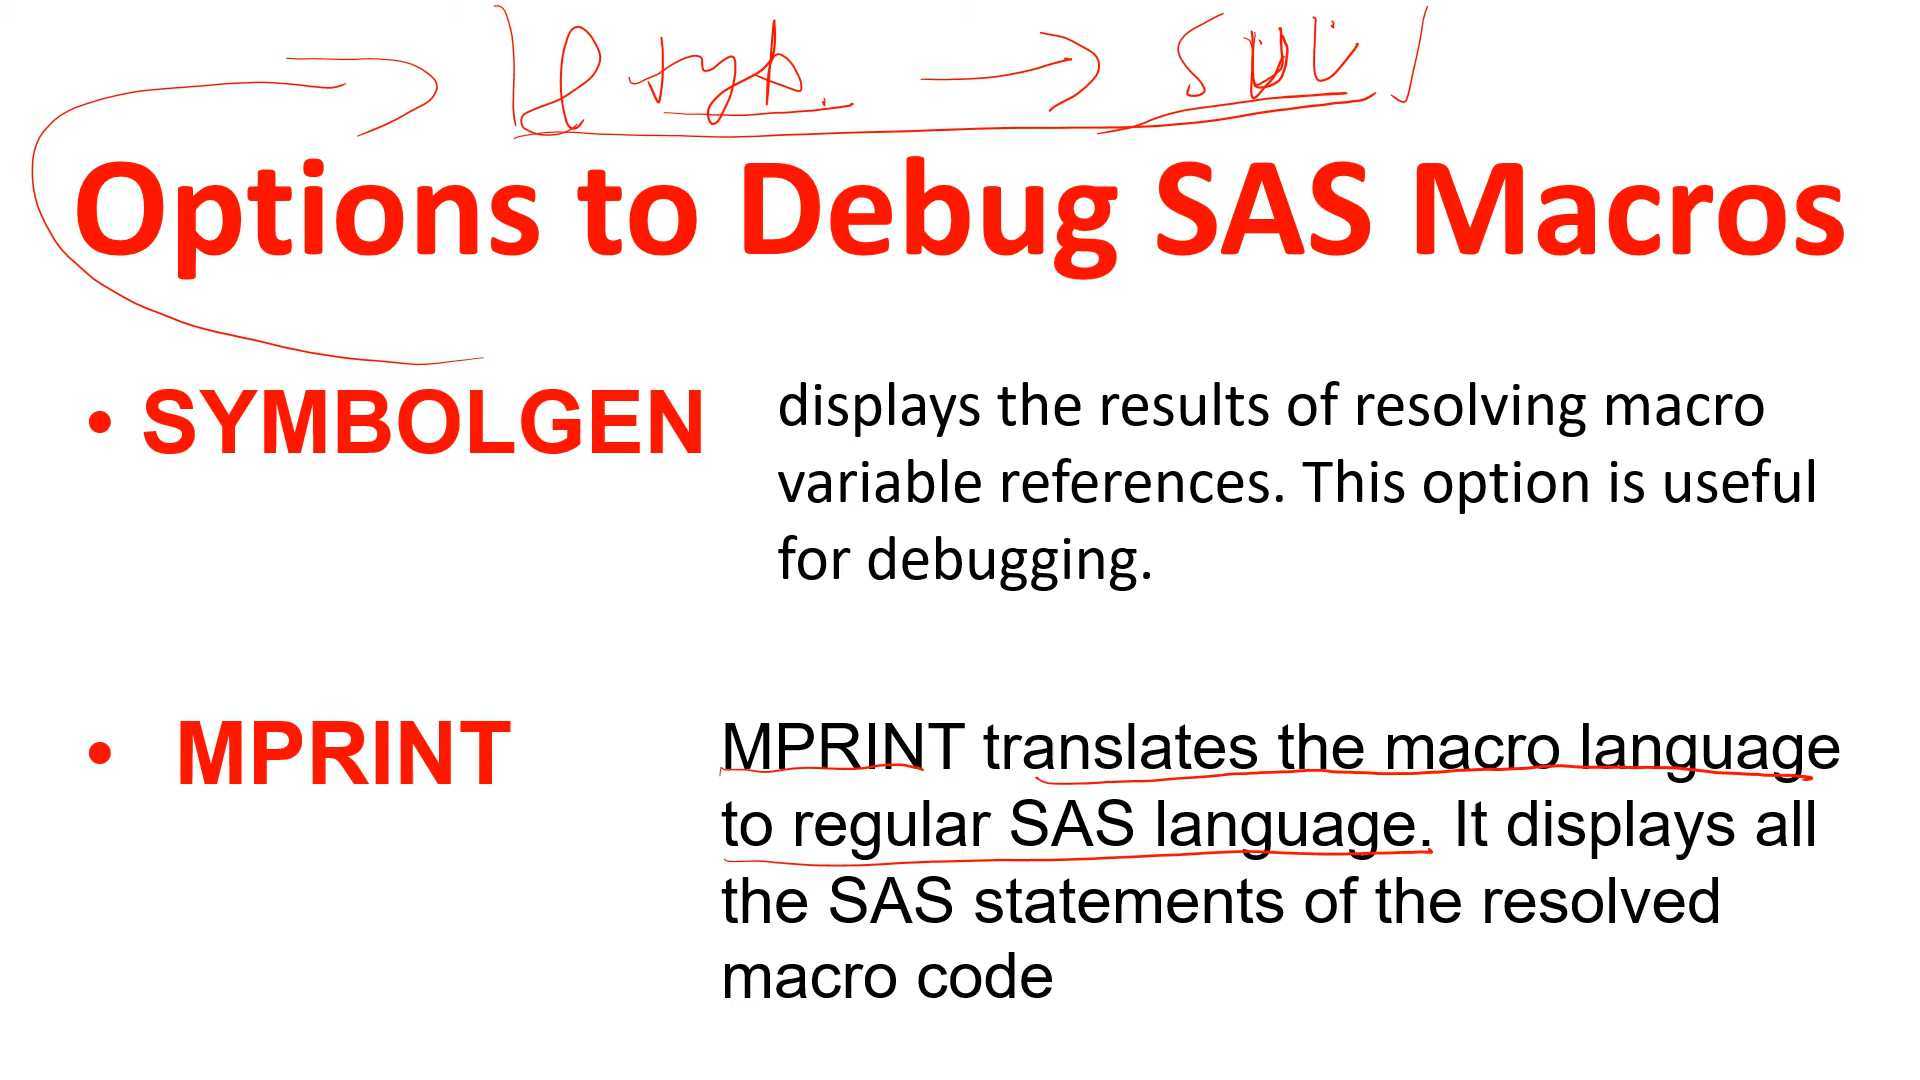 Options to Debug SAS Macros
• SYMBOLGEN
displays the results of resolving macro
variable references. This option is useful
for debugging.
• MPRINT
MPRINT translates the macro language
to regular SAS language. It displays all
the SAS statements of the resolved
macro code